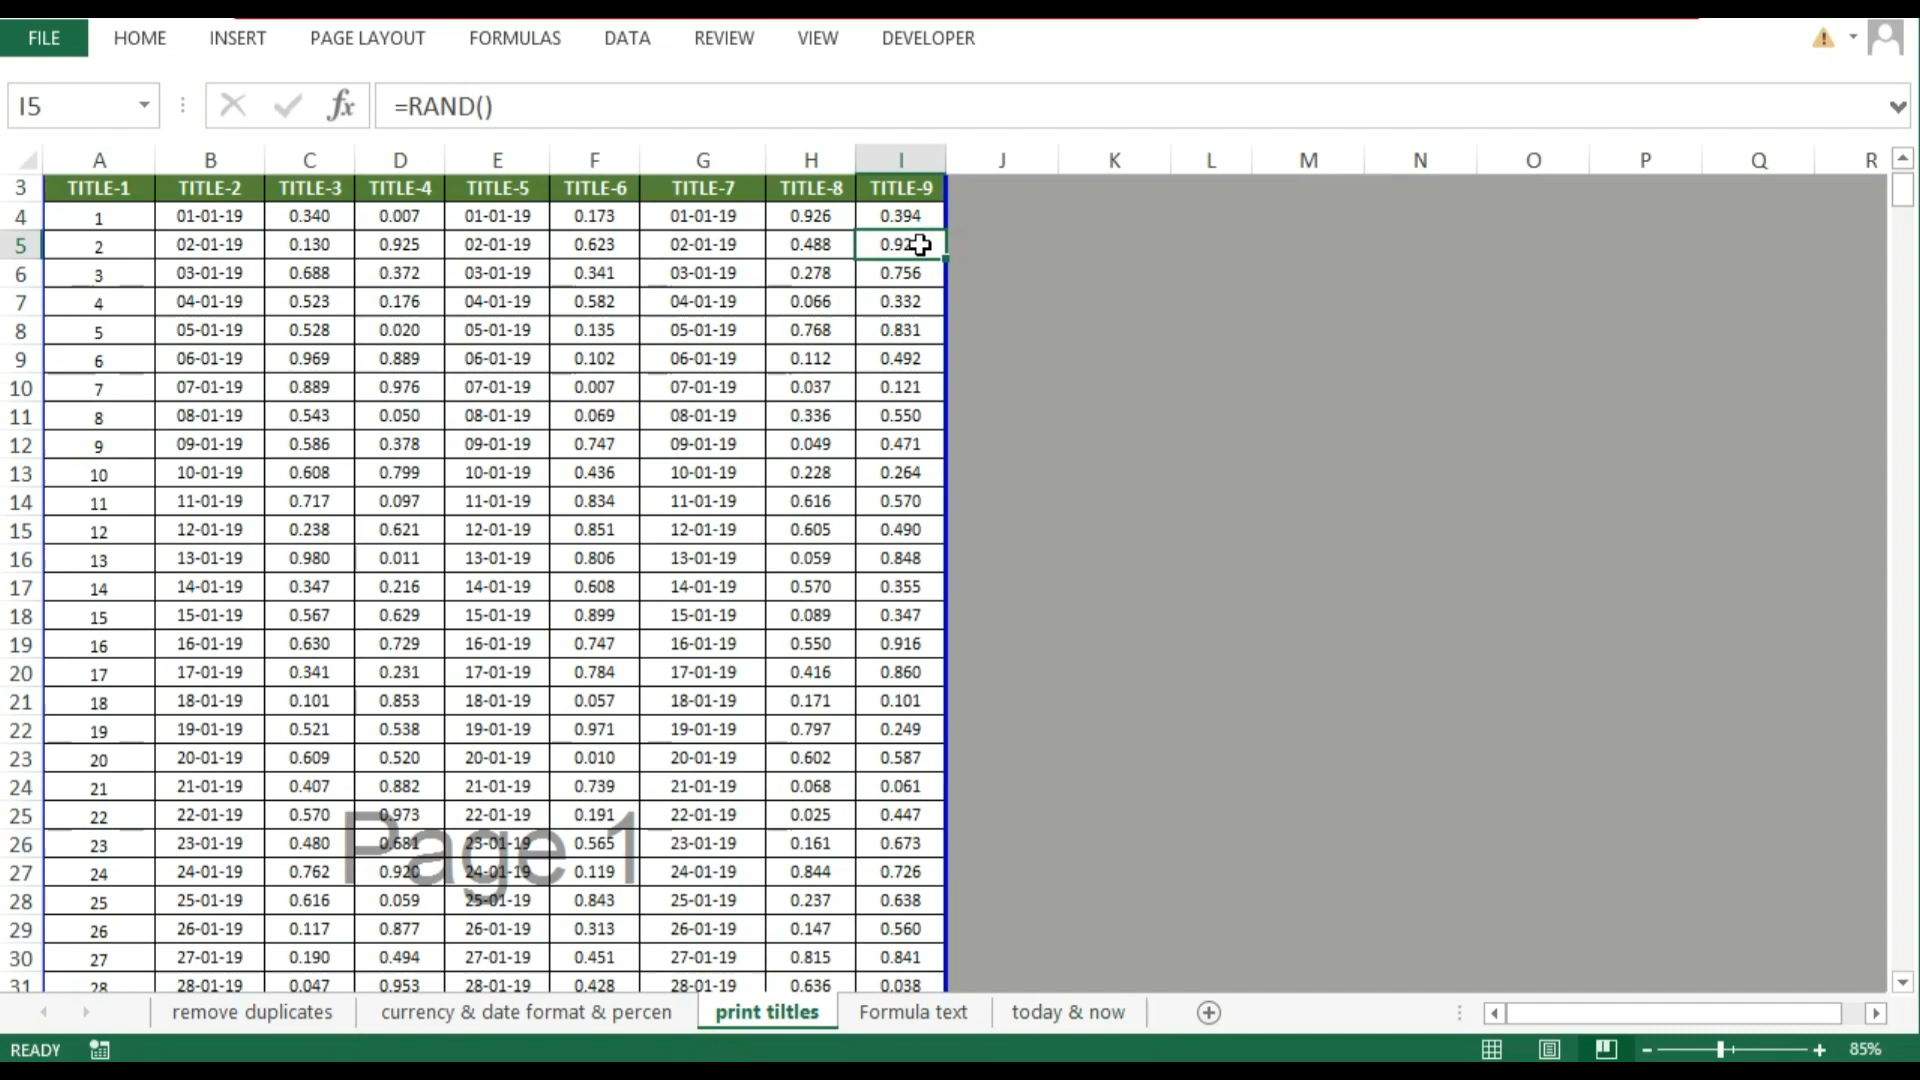 FILE HOME INSERT PAGE LAYOUT FORMULAS DATA REVIEW VIEW DEVELOPER
I5 fx =RAND()
A B C D E F G H I J K L M N O P Q R
3 TITLE-1 TITLE-2 TITLE-3 TITLE-4 TITLE-5 TITLE-6 TITLE-7 TITLE-8 TITLE-9
4 1 01-01-19 0.340 0.007 01-01-19 0.173 01-01-19 0.926 0.394
5 2 02-01-19 0.130 0.925 02-01-19 0.623 02-01-19 0.488
6 3 03-01-19 0.688 0.372 03-01-19 0.341 03-01-19 0.278 0.756
7 4 04-01-19 0.523 0.176 04-01-19 0.582 04-01-19 0.066 0.332
8 5 05-01-19 0.528 0.020 05-01-19 0.135 05-01-19 0.768 0.831
9 6 06-01-19 0.969 0.889 06-01-19 0.102 06-01-19 0.112 0.492
10 7 07-01-19 0.889 0.976 07-01-19 0.007 07-01-19 0.037 0.121
11 8 08-01-19 0.543 0.050 08-01-19 0.069 08-01-19 0.336 0.550
12 9 09-01-19 0.586 0.378 09-01-19 0.747 09-01-19 0.049 0.471
13 10 10-01-19 0.608 0.799 10-01-19 0.436 10-01-19 0.228 0.264
14 11 11-01-19 0.717 0.097 11-01-19 0.834 11-01-19 0.616 0.570
15 12 12-01-19 0.238 0.621 12-01-19 0.851 12-01-19 0.605 0.490
16 13 13-01-19 0.980 0.011 13-01-19 0.806 13-01-19 0.059 0.848
17 14 14-01-19 0.347 0.216 14-01-19 0.608 14-01-19 0.570 0.355
18 15 15-01-19 0.567 0.629 15-01-19 0.899 15-01-19 0.089 0.347
19 16 16-01-19 0.630 0.729 16-01-19 0.747 16-01-19 0.550 0.916
20 17 17-01-19 0.341 0.231 17-01-19 0.784 17-01-19 0.416 0.860
21 18 18-01-19 0.101 0.853 18-01-19 0.057 18-01-19 0.171 0.101
22 19 19-01-19 0.521 0.538 19-01-19 0.971 19-01-19 0.797 0.249
23 20 20-01-19 0.609 0.520 20-01-19 0.010 20-01-19 0.602 0.587
24 21 21-01-19 0.407 0.882 21-01-19 0.739 21-01-19 0.068 0.061
25 22 22-01-19 0.570 0.973 22-01-19 0.191 22-01-19 0.025 0.447
Page 1
26 23 23-01-19 0.480 0.681 23-01-19 0.565 23-01-19 0.161 0.673
27 24 24-01-19 0.762 0.920 24-01-19 0.119 24-01-19 0.844 0.726
28 25 25-01-19 0.616 0.059 25-01-19 0.843 25-01-19 0.237 0.638
29 26 26-01-19 0.117 0.877 26-01-19 0.313 26-01-19 0.147 0.560
30 27 27-01-19 0.190 0.494 27-01-19 0.451 27-01-19 0.815 0.841
31 28 28-01-19 0.047 0.953 28-01-19 0.428 28-01-19 0.636 0.038
remove duplicates currency & date format & percen print tiltles Formula text today & now
READY 85%